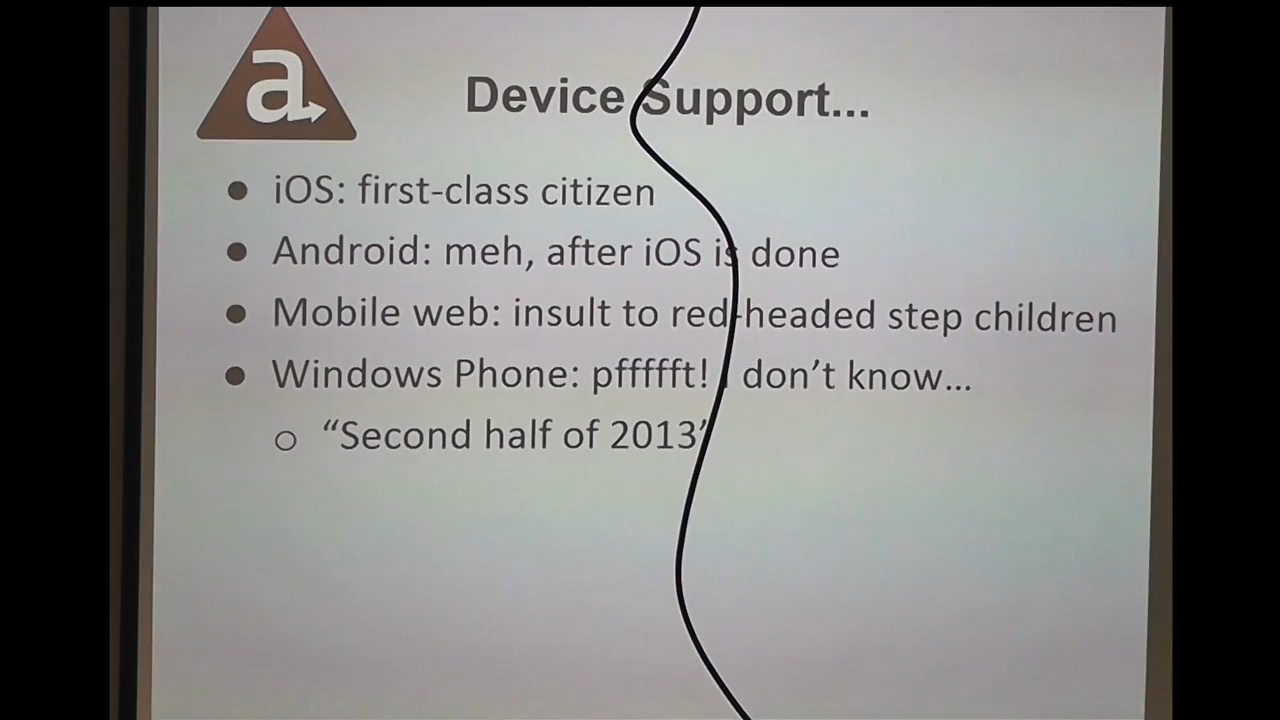 a
Device Support...
● iOS: first-class citizen
● Android: meh, after iOS is done
● Mobile web: insult to red-headed step children
● Windows Phone: pffffft! I don’t know…
○ “Second half of 2013”